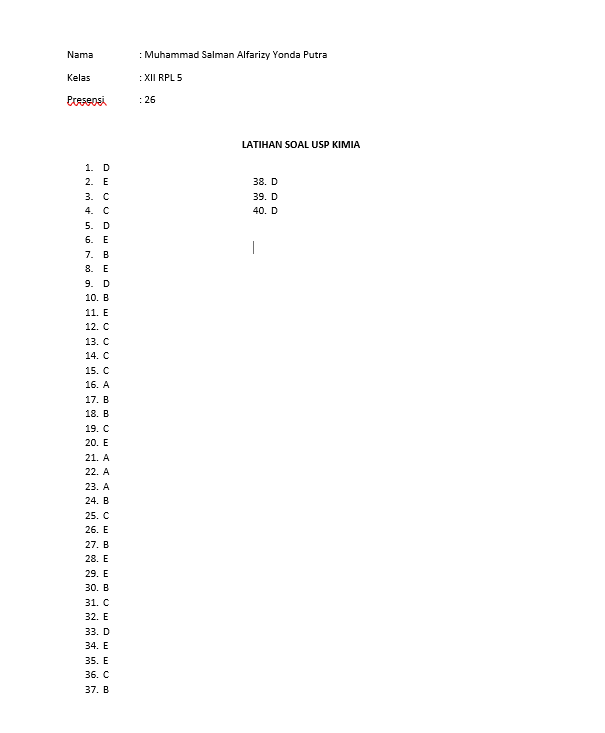 Nama : Muhammad Salman Alfarizy Yonda Putra
Kelas : XII RPL 5
Presensi : 26
LATIHAN SOAL USP KIMIA
1. D
2. E
3. C
4. C
5. D
6. E
7. B
8. E
9. D
10. B
11. E
12. C
13. C
14. C
15. C
16. A
17. B
18. B
19. C
20. E
21. A
22. A
23. A
24. B
25. C
26. E
27. B
28. E
29. E
30. B
31. C
32. E
33. D
34. E
35. E
36. C
37. B
38. D
39. D
40. D